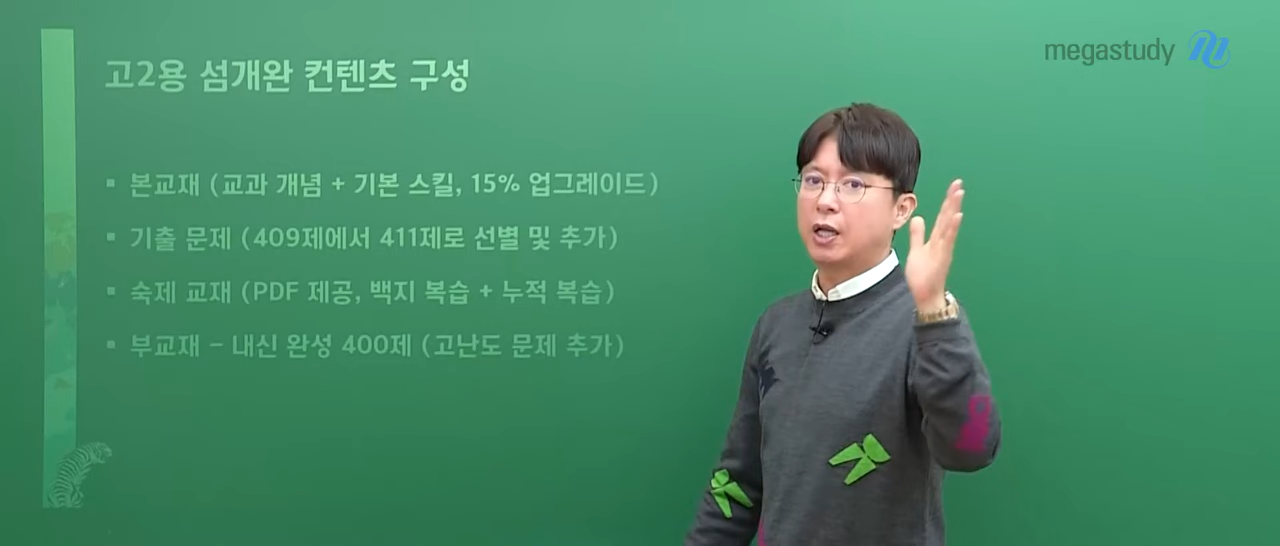 고2용 섬개완 컨텐츠 구성
megastudy
▪ 본교재 (교과 개념 + 기본 스킬, 15% 업그레이드)
▪ 기출 문제 (409제에서 411제로 선별 및 추가)
▪ 숙제 교재 (PDF 제공, 백지 복습 + 누적 복습)
▪ 부교재 – 내신 완성 400제 (고난도 문제 추가)